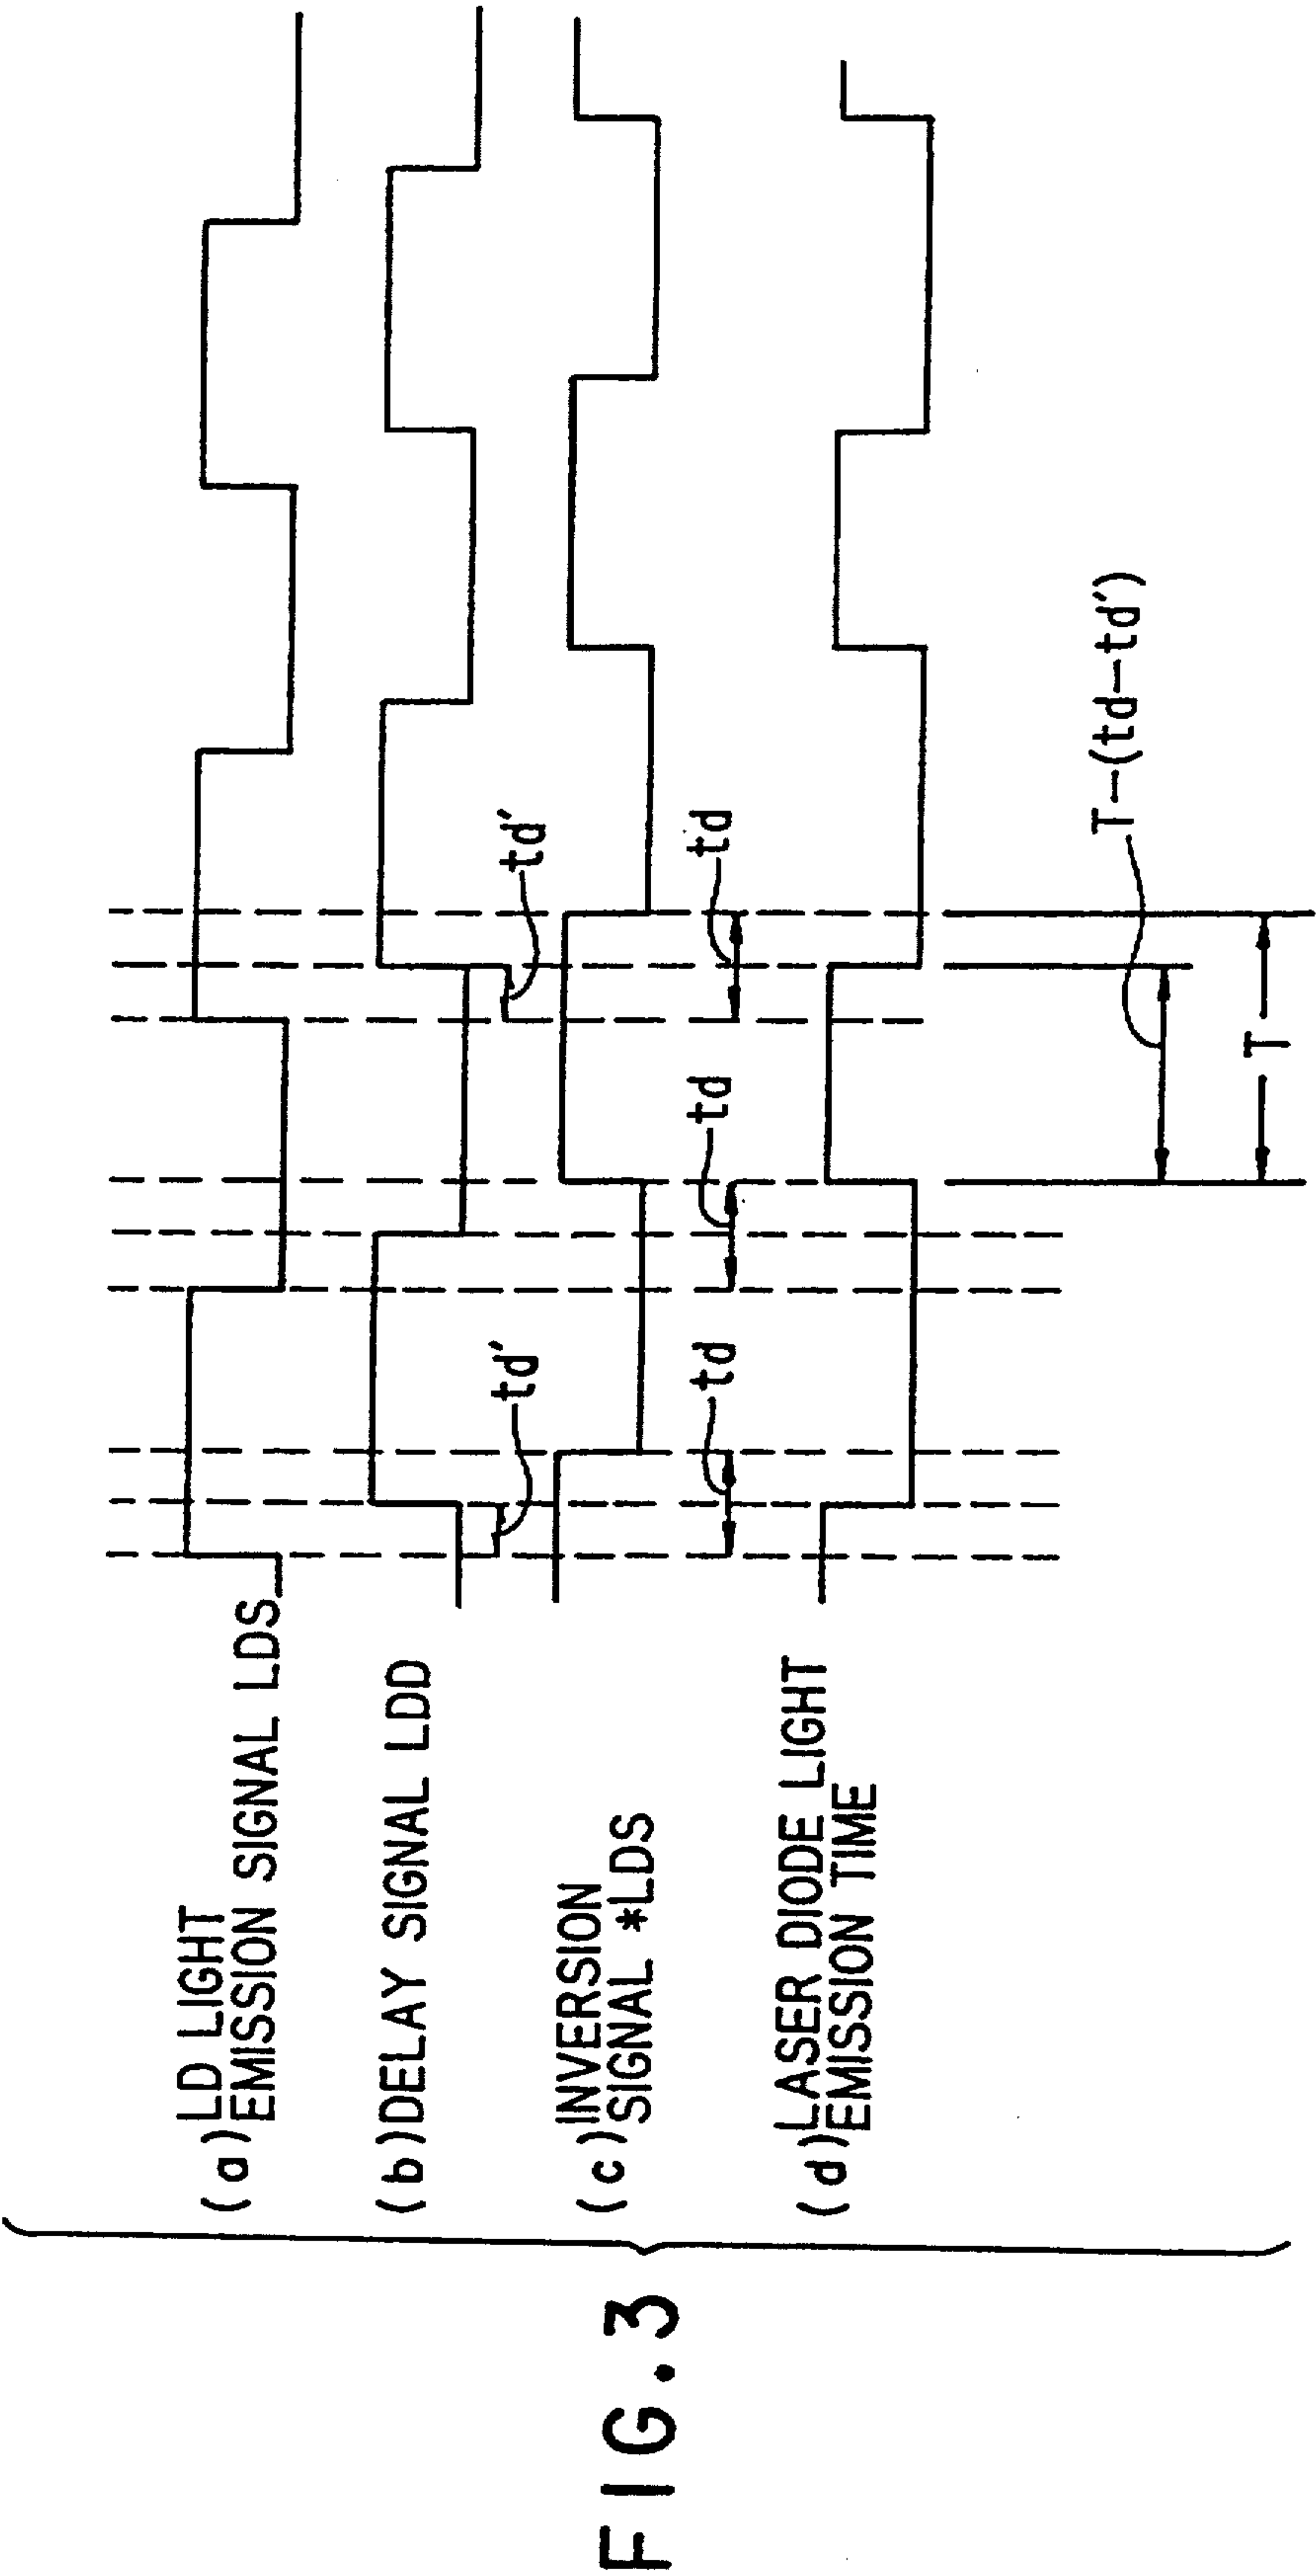 FIG.3
(a) LD LIGHT
EMISSION SIGNAL LDS
(b) DELAY SIGNAL LDD
td'
td'
(c) INVERSION
SIGNAL *LDS
td
td
td
(d) LASER DIODE LIGHT
EMISSION TIME
T-(td-td')
T